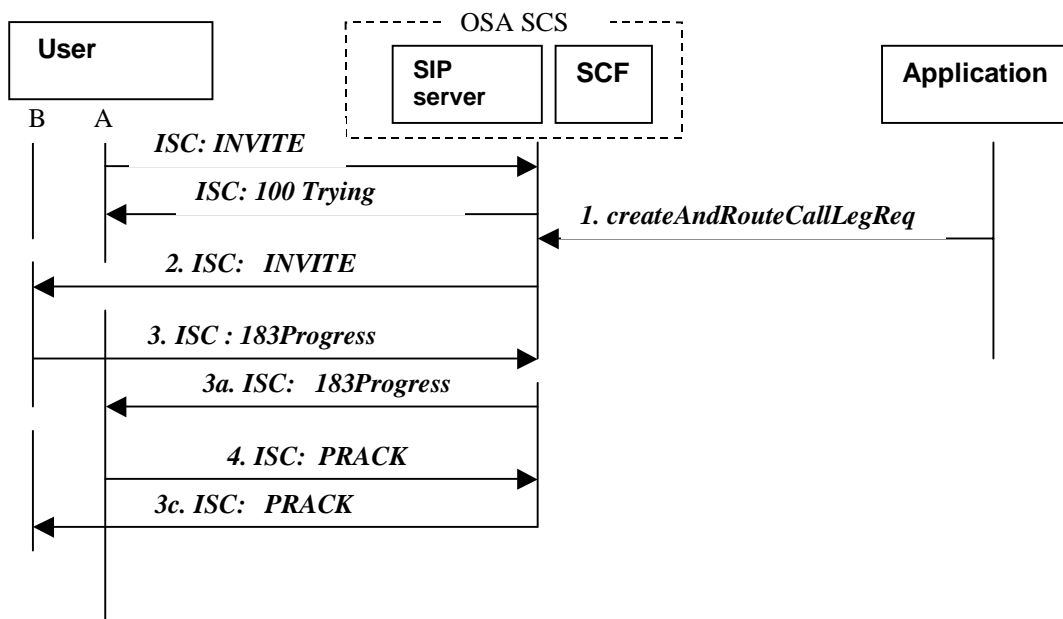 OSA SCS
User
SIP
server
SCF
Application
B A
ISC: INVITE
ISC: 100 Trying
1. createAndRouteCallLegReq
2. ISC: INVITE
3. ISC : 183Progress
3a. ISC: 183Progress
4. ISC: PRACK
3c. ISC: PRACK